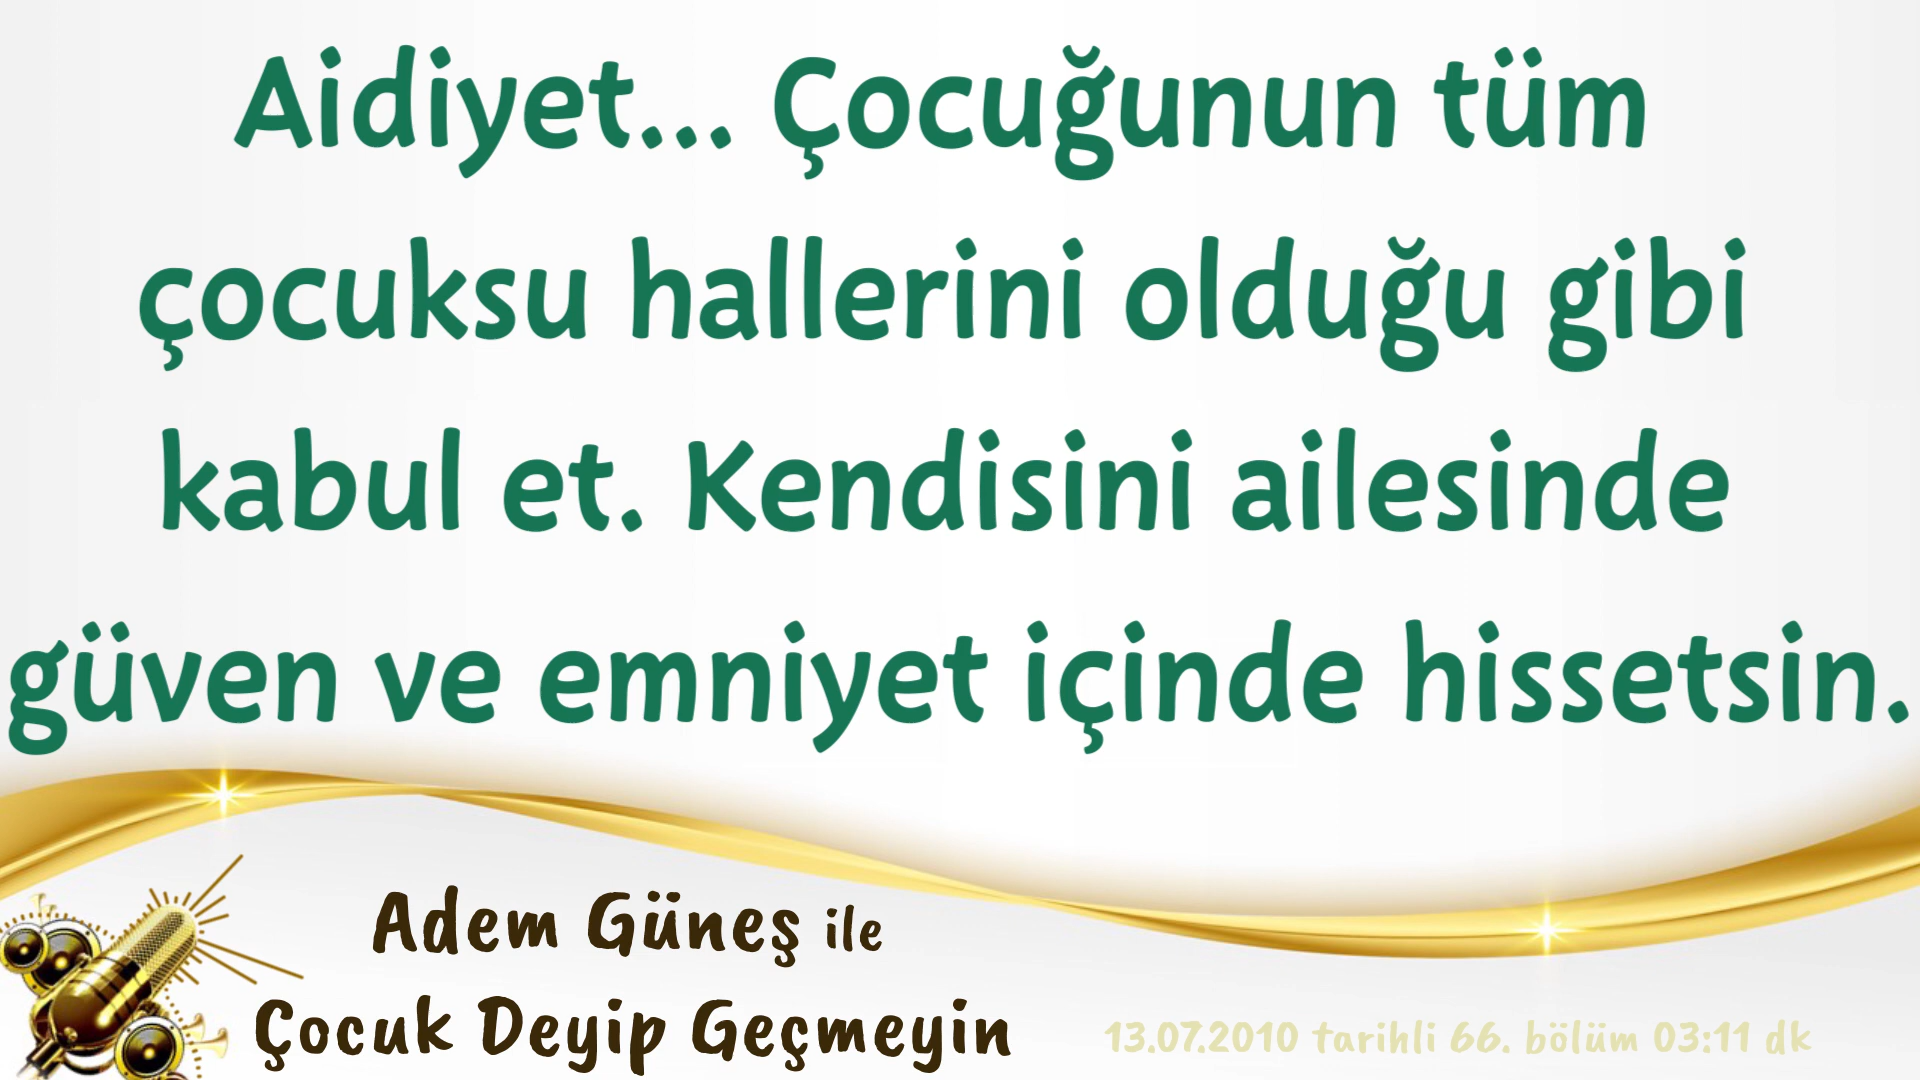 Aidiyet... Çocuğunun tüm
çocuksu hallerini olduğu gibi
kabul et. Kendisini ailesinde
güven ve emniyet içinde hissetsin.
Adem Güneş ile
Çocuk Deyip Geçmeyin
13.07.2010 tarihli 66. bölüm 03:11 dk